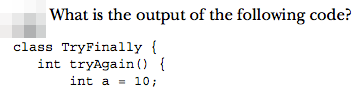 What is the output of the following code?
class TryFinally {
int tryAgain() {
int a = 10;